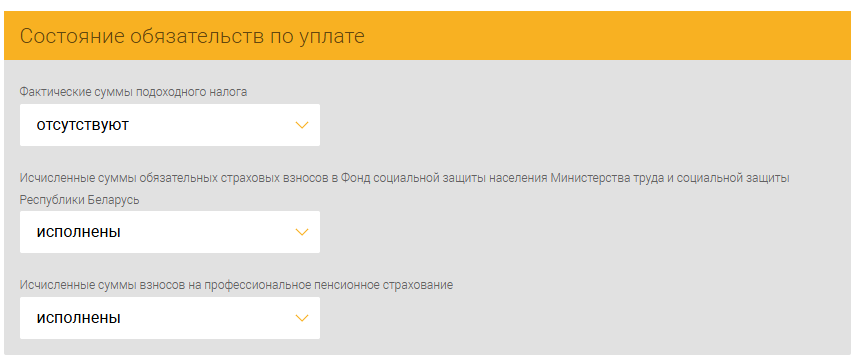 Состояние обязательств по уплате
Фактические суммы подоходного налога
отсутствуют
Исчисленные суммы обязательных страховых взносов в Фонд социальной защиты населения Министерства труда и социальной защиты
Республики Беларусь
исполнены
Исчисленные суммы взносов на профессиональное пенсионное страхование
исполнены